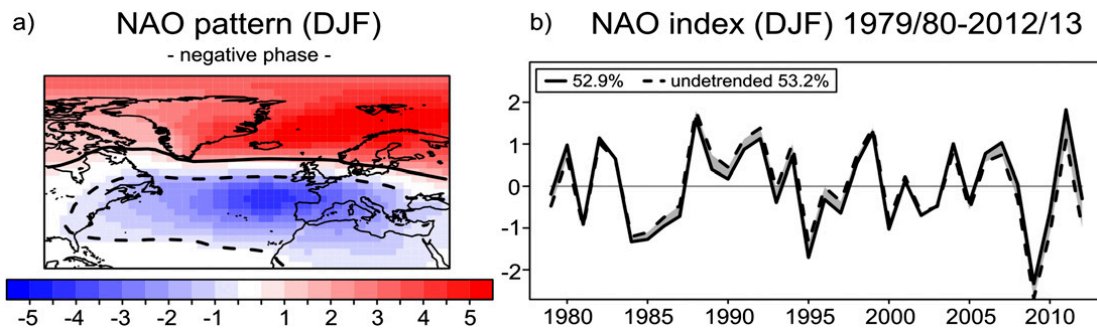 a) NAO pattern (DJF)
- negative phase -
-5 -4 -3 -2 -1 1 2 3 4 5
b) NAO index (DJF) 1979/80-2012/13
52.9% undetrended 53.2%
2
1
0
-1
-2
1980 1985 1990 1995 2000 2005 2010